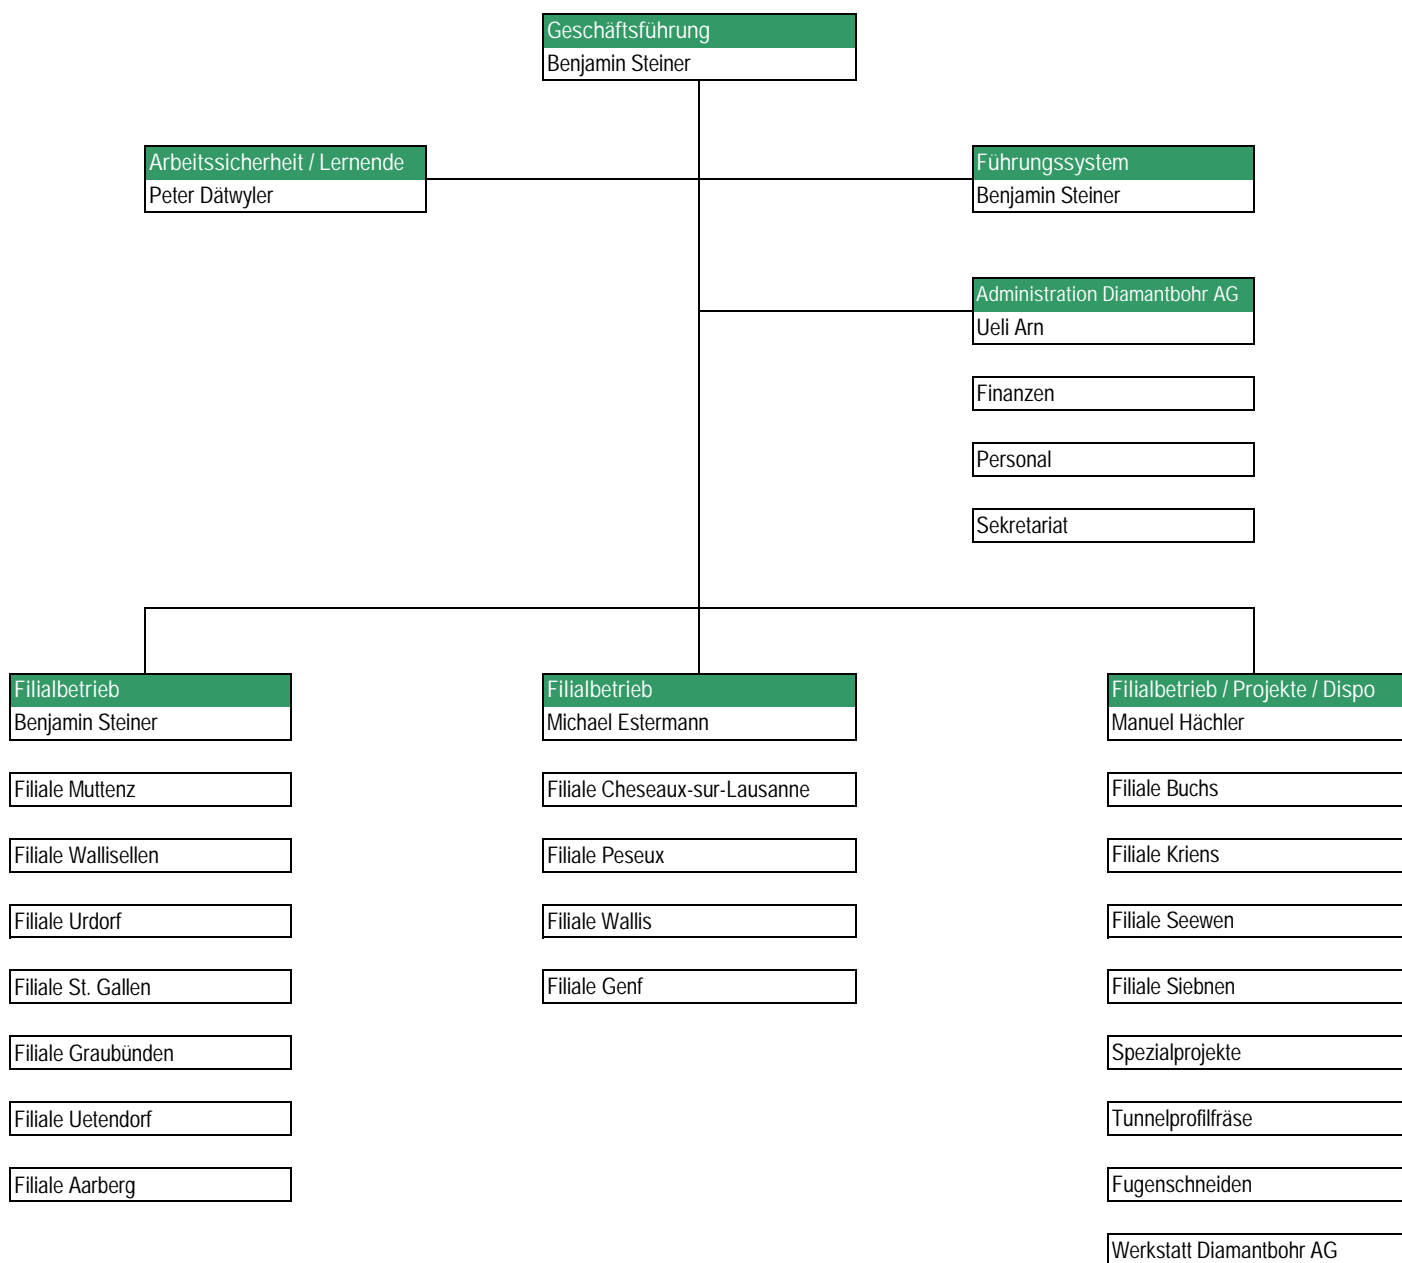 Geschäftsführung
Benjamin Steiner
Arbeitssicherheit / Lernende
Peter Dätwyler
Führungssystem
Benjamin Steiner
Administration Diamantbohr AG
Ueli Arn
Finanzen
Personal
Sekretariat
Filialbetrieb
Benjamin Steiner
Filiale Muttenz
Filiale Wallisellen
Filiale Urdorf
Filiale St. Gallen
Filiale Graubünden
Filiale Uetendorf
Filiale Aarberg
Filialbetrieb
Michael Estermann
Filiale Cheseaux-sur-Lausanne
Filiale Peseux
Filiale Wallis
Filiale Genf
Filialbetrieb / Projekte / Dispo
Manuel Hächler
Filiale Buchs
Filiale Kriens
Filiale Seewen
Filiale Siebnen
Spezialprojekte
Tunnelprofilfräse
Fugenschneiden
Werkstatt Diamantbohr AG